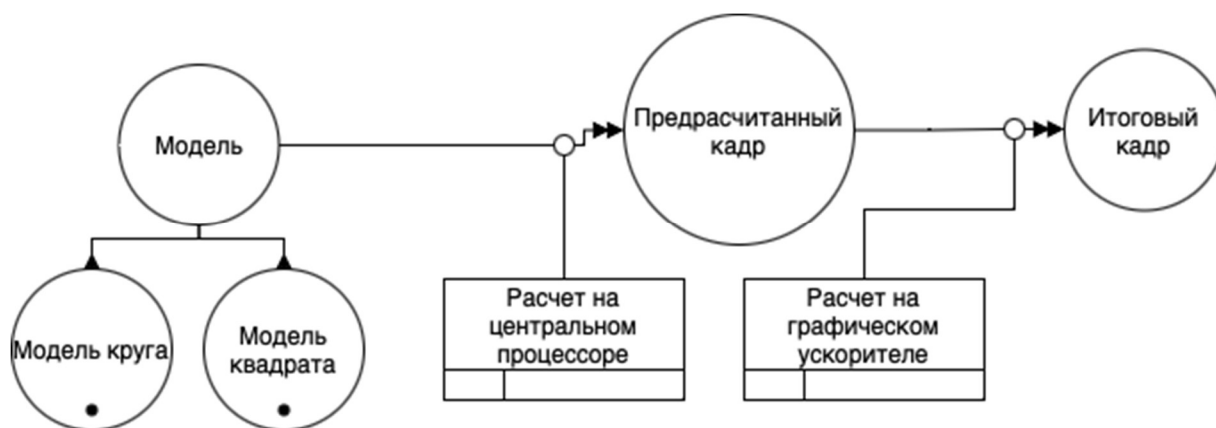 Модель
Предрасчитанный
кадр
Итоговый
кадр
Модель круга
Модель
квадрата
Расчет на
центральном
процессоре
Расчет на
графическом
ускорителе